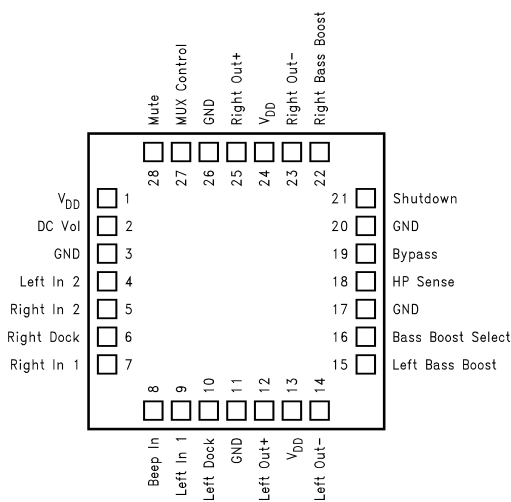 Mute
MUX Control
GND
Right Out+
VDD
Right Out-
Right Bass Boost
28 27 26 25 24 23 22
VDD 1
DC Vol 2
GND 3
Left In 2 4
Right In 2 5
Right Dock 6
Right In 1 7
21 Shutdown
20 GND
19 Bypass
18 HP Sense
17 GND
16 Bass Boost Select
15 Left Bass Boost
8 9 10 11 12 13 14
Beep In
Left In 1
Left Dock
GND
Left Out+
VDD
Left Out-